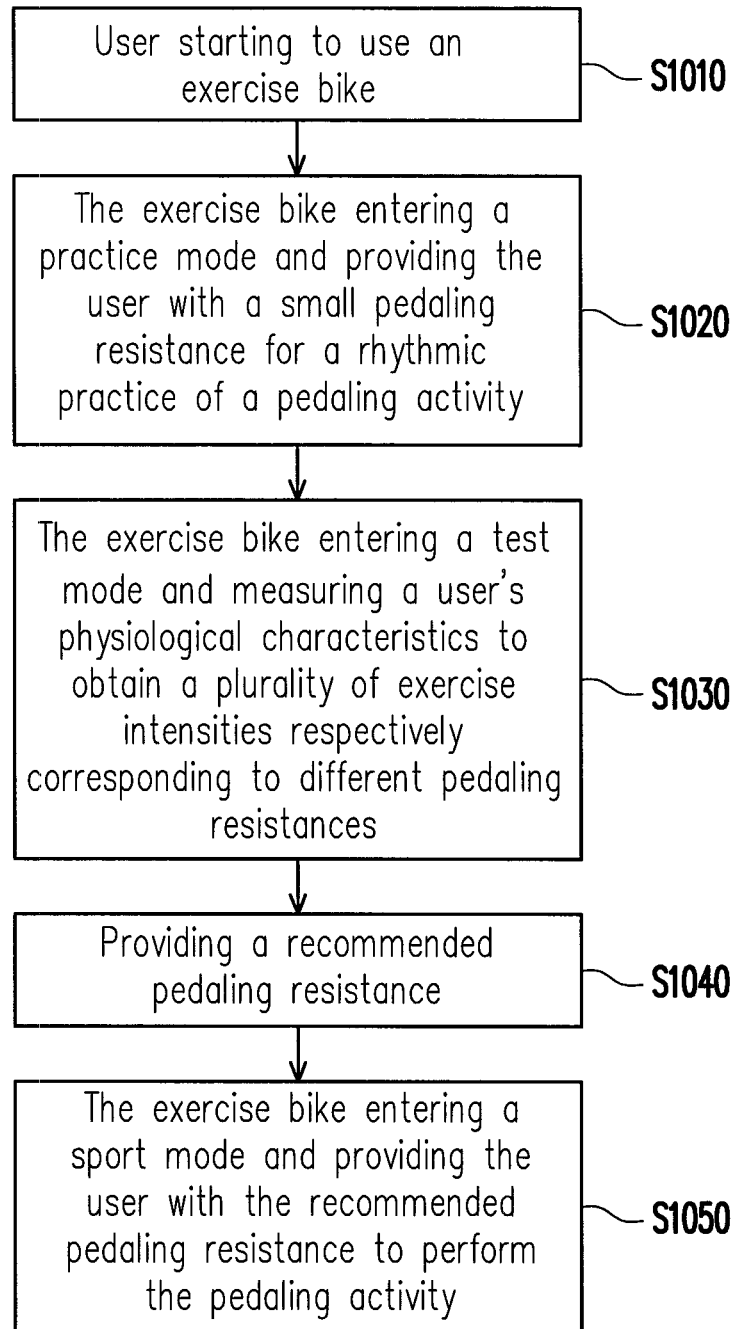 User starting to use an
exercise bike
S1010
The exercise bike entering a
practice mode and providing the
user with a small pedaling
resistance for a rhythmic
practice of a pedaling activity
S1020
The exercise bike entering a test
mode and measuring a user's
physiological characteristics to
obtain a plurality of exercise
intensities respectively
corresponding to different pedaling
resistances
S1030
Providing a recommended
pedaling resistance
S1040
The exercise bike entering a
sport mode and providing the
user with the recommended
pedaling resistance to perform
the pedaling activity
S1050